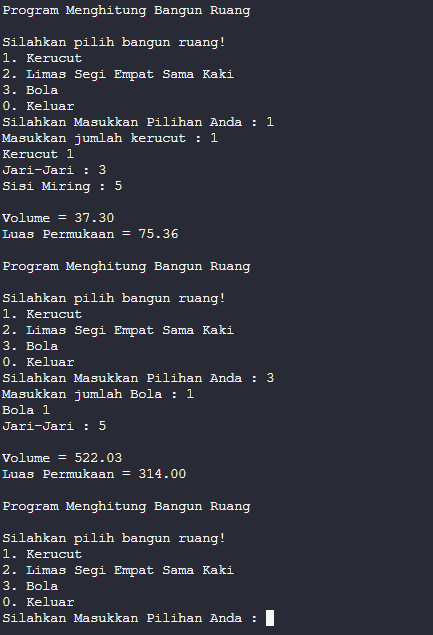 Program Menghitung Bangun Ruang
Silahkan pilih bangun ruang!
1. Kerucut
2. Limas Segi Empat Sama Kaki
3. Bola
0. Keluar
Silahkan Masukkan Pilihan Anda : 1
Masukkan jumlah kerucut : 1
Kerucut 1
Jari-Jari : 3
Sisi Miring : 5
Volume = 37.30
Luas Permukaan = 75.36
Program Menghitung Bangun Ruang
Silahkan pilih bangun ruang!
1. Kerucut
2. Limas Segi Empat Sama Kaki
3. Bola
0. Keluar
Silahkan Masukkan Pilihan Anda : 3
Masukkan jumlah Bola : 1
Bola 1
Jari-Jari : 5
Volume = 522.03
Luas Permukaan = 314.00
Program Menghitung Bangun Ruang
Silahkan pilih bangun ruang!
1. Kerucut
2. Limas Segi Empat Sama Kaki
3. Bola
0. Keluar
Silahkan Masukkan Pilihan Anda :